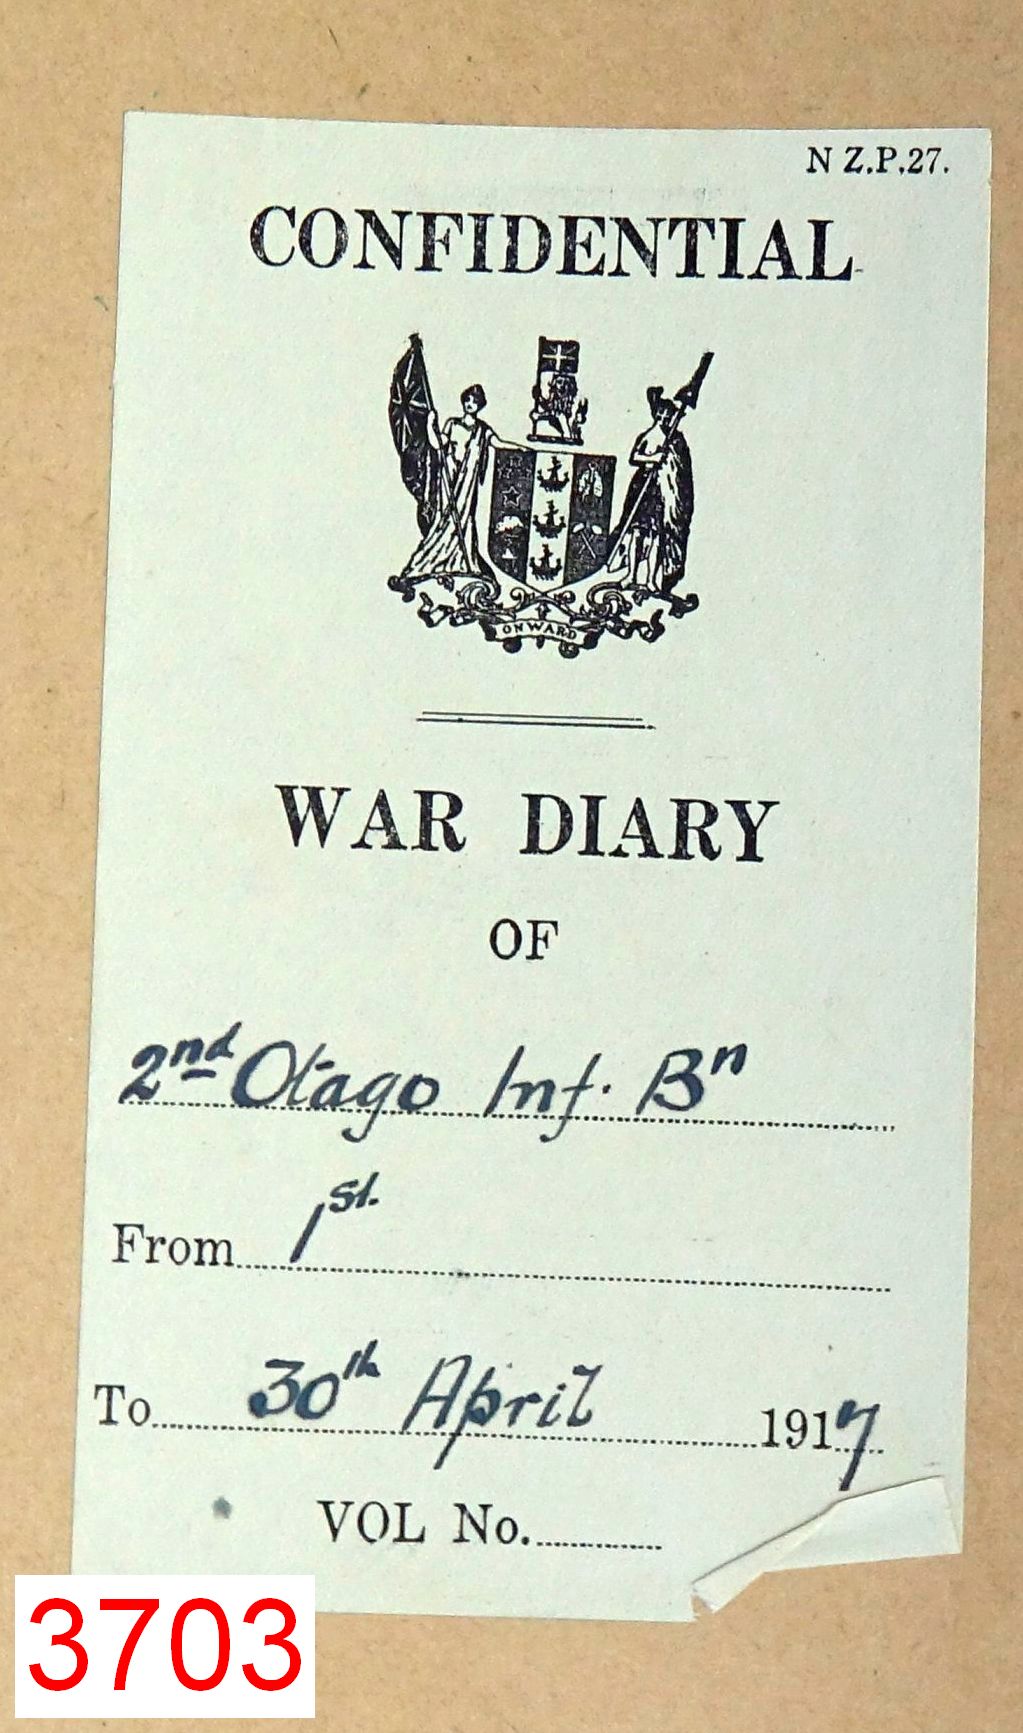 N Z.P.27.
CONFIDENTIAL
ONWARD
WAR DIARY
OF
2nd Otago Inf. Bn
From 1st.
To 30th April 1917
VOL No.
3703